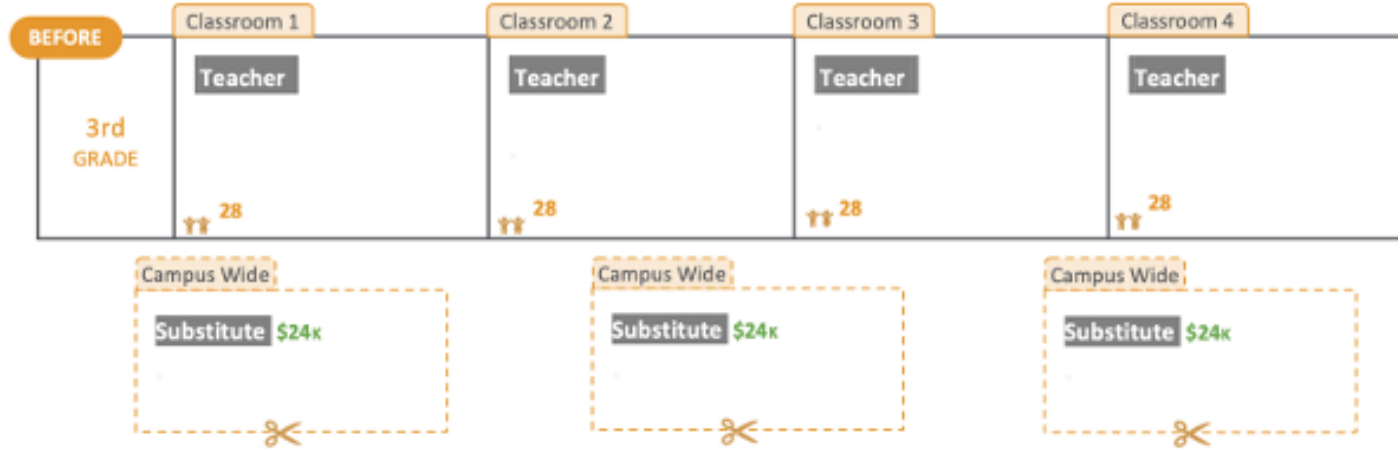 Classroom 1
Classroom 2
Classroom 3
Classroom 4
BEFORE
Teacher
Teacher
Teacher
Teacher
3rd
GRADE
28
28
28
28
Campus Wide
Campus Wide
Campus Wide
Substitute $24K
Substitute $24K
Substitute $24K